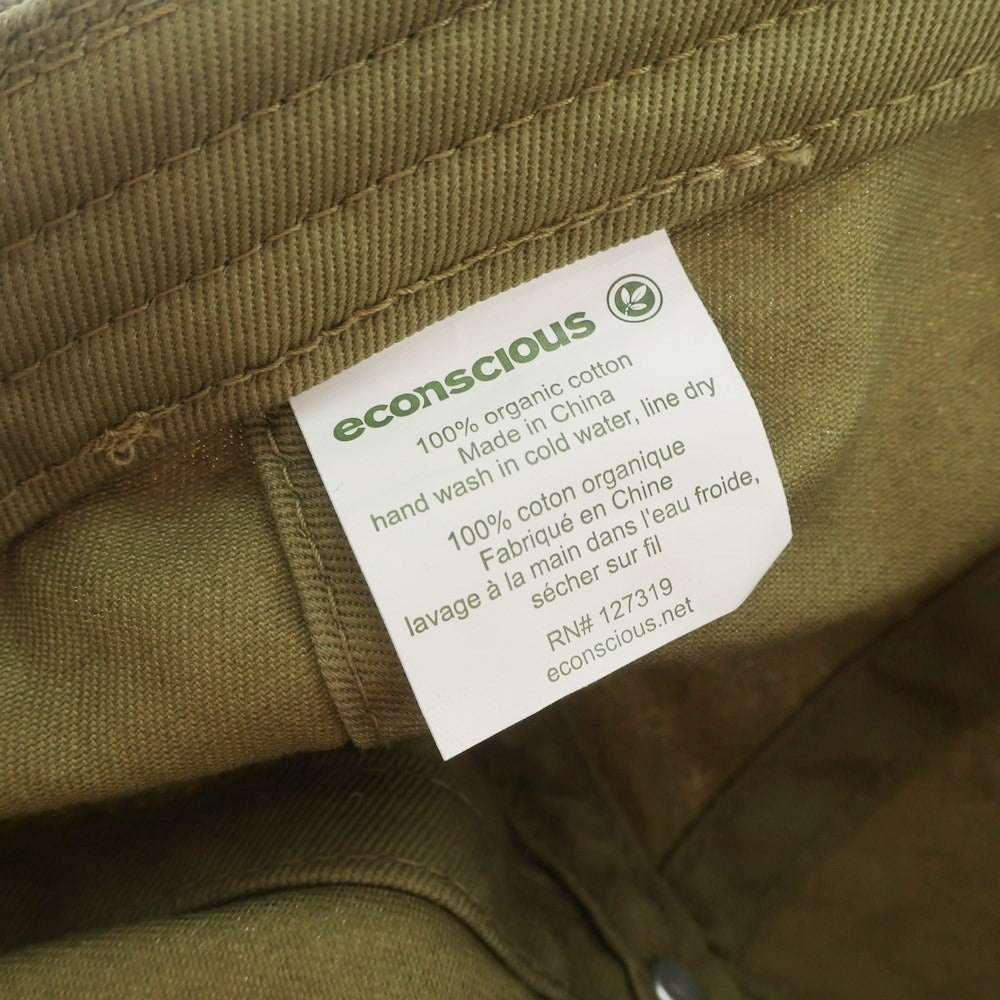 econscious
100% organic cotton
Made in China
hand wash in cold water, line dry
100% coton organique
Fabriqué en Chine
lavage à la main dans l'eau froide,
sécher sur fil
RN# 127319
econscious.net